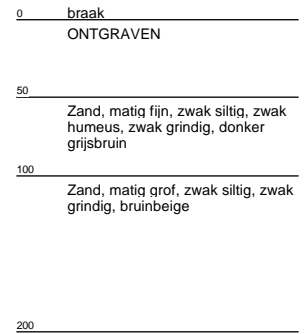 0 braak
ONTGRAVEN
50
Zand, matig fijn, zwak siltig, zwak
humeus, zwak grindig, donker
grijsbruin
100
Zand, matig grof, zwak siltig, zwak
grindig, bruinbeige
200